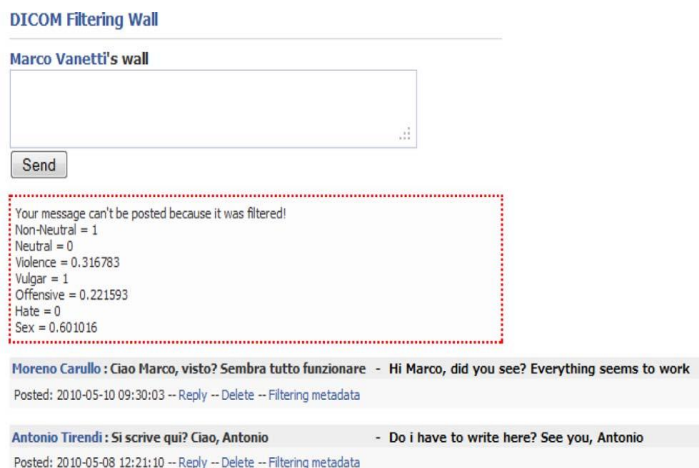 DICOM Filtering Wall
Marco Vanetti's wall
Send
Your message can't be posted because it was filtered!
Non-Neutral = 1
Neutral = 0
Violence = 0.316783
Vulgar = 1
Offensive = 0.221593
Hate = 0
Sex = 0.601016
Moreno Carullo : Ciao Marco, visto? Sembra tutto funzionare - Hi Marco, did you see? Everything seems to work
Posted: 2010-05-10 09:30:03 -- Reply -- Delete -- Filtering metadata
Antonio Tirendi : Si scrive qui? Ciao, Antonio - Do i have to write here? See you, Antonio
Posted: 2010-05-08 12:21:10 -- Reply -- Delete -- Filtering metadata